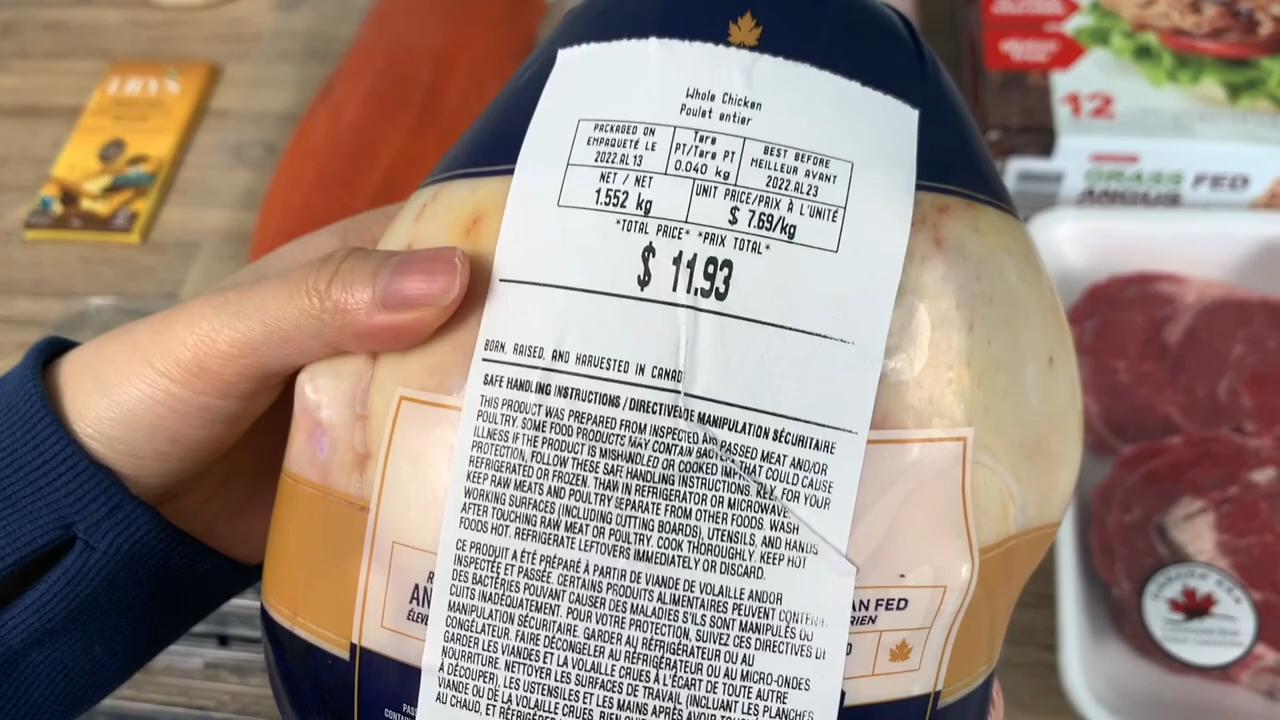 Whole Chicken
Poulet entier
PACKAGED ON
EMPAQUETÉ LE
2022.AL 13
Tare
PT/Tare PT
0.040 kg
BEST BEFORE
MEILLEUR AVANT
2022.AL23
NET / NET
1.552 kg
UNIT PRICE/PRIX À L'UNITÉ
$ 7.69/kg
*TOTAL PRICE* *PRIX TOTAL*
$ 11.93
BORN, RAISED, AND HARVESTED IN CANAD
SAFE HANDLING INSTRUCTIONS / DIRECTIVE DE MANIPULATION SÉCURITAIRE
THIS PRODUCT WAS PREPARED FROM INSPECTED PASSED MEAT AND/OR
POULTRY. SOME FOOD PRODUCTS MAY CONTAIN THAT COULD CAUSE
ILLNESS IF THE PRODUCT IS MISHANDLED OR COOKED FOR YOUR
PROTECTION, FOLLOW THESE SAFE HANDLING INSTRUCTIONS.
REFRIGERATED OR FROZEN. THAW IN REFRIGERATOR OR MICROWAVE
KEEP RAW MEATS AND POULTRY SEPARATE FROM OTHER FOODS. WASH
WORKING SURFACES (INCLUDING CUTTING BOARDS), UTENSILS, AND HANDS
AFTER TOUCHING RAW MEAT OR POULTRY. COOK THOROUGHLY. KEEP HOT
FOODS HOT. REFRIGERATE LEFTOVERS IMMEDIATELY OR DISCARD.
CE PRODUIT A ÉTÉ PRÉPARÉ À PARTIR DE VIANDE DE VOLAILLE ANDOR
INSPECTÉE ET PASSÉE. CERTAINS PRODUITS ALIMENTAIRES PEUVENT CONTENIR
DES BACTÉRIES POUVANT CAUSER DES MALADIES S'ILS SONT MANIPULÉS OU
CUITS INADÉQUATEMENT. POUR VOTRE PROTECTION, SUIVEZ CES DIRECTIVES DE
MANIPULATION SÉCURITAIRE. GARDER AU RÉFRIGÉRATEUR OU AU
CONGÉLATEUR. FAIRE DÉCONGELER AU RÉFRIGÉRATEUR OU AU MICRO-ONDES
GARDER LES VIANDES ET LA VOLAILLE CRUES À L'ÉCART DE TOUTE AUTRE
NOURRITURE. NETTOYER LES SURFACES DE TRAVAIL (INCLUANT LES PLANCHES
À DÉCOUPER), LES USTENSILES ET LES MAINS APRÈS AVOIR
VIANDE OU DE LA VOLAILLE CRUES. BIEN
AU CHAUD, ET
AN FED
RIEN
12
GRASS FED
ANGUS
LILY'S